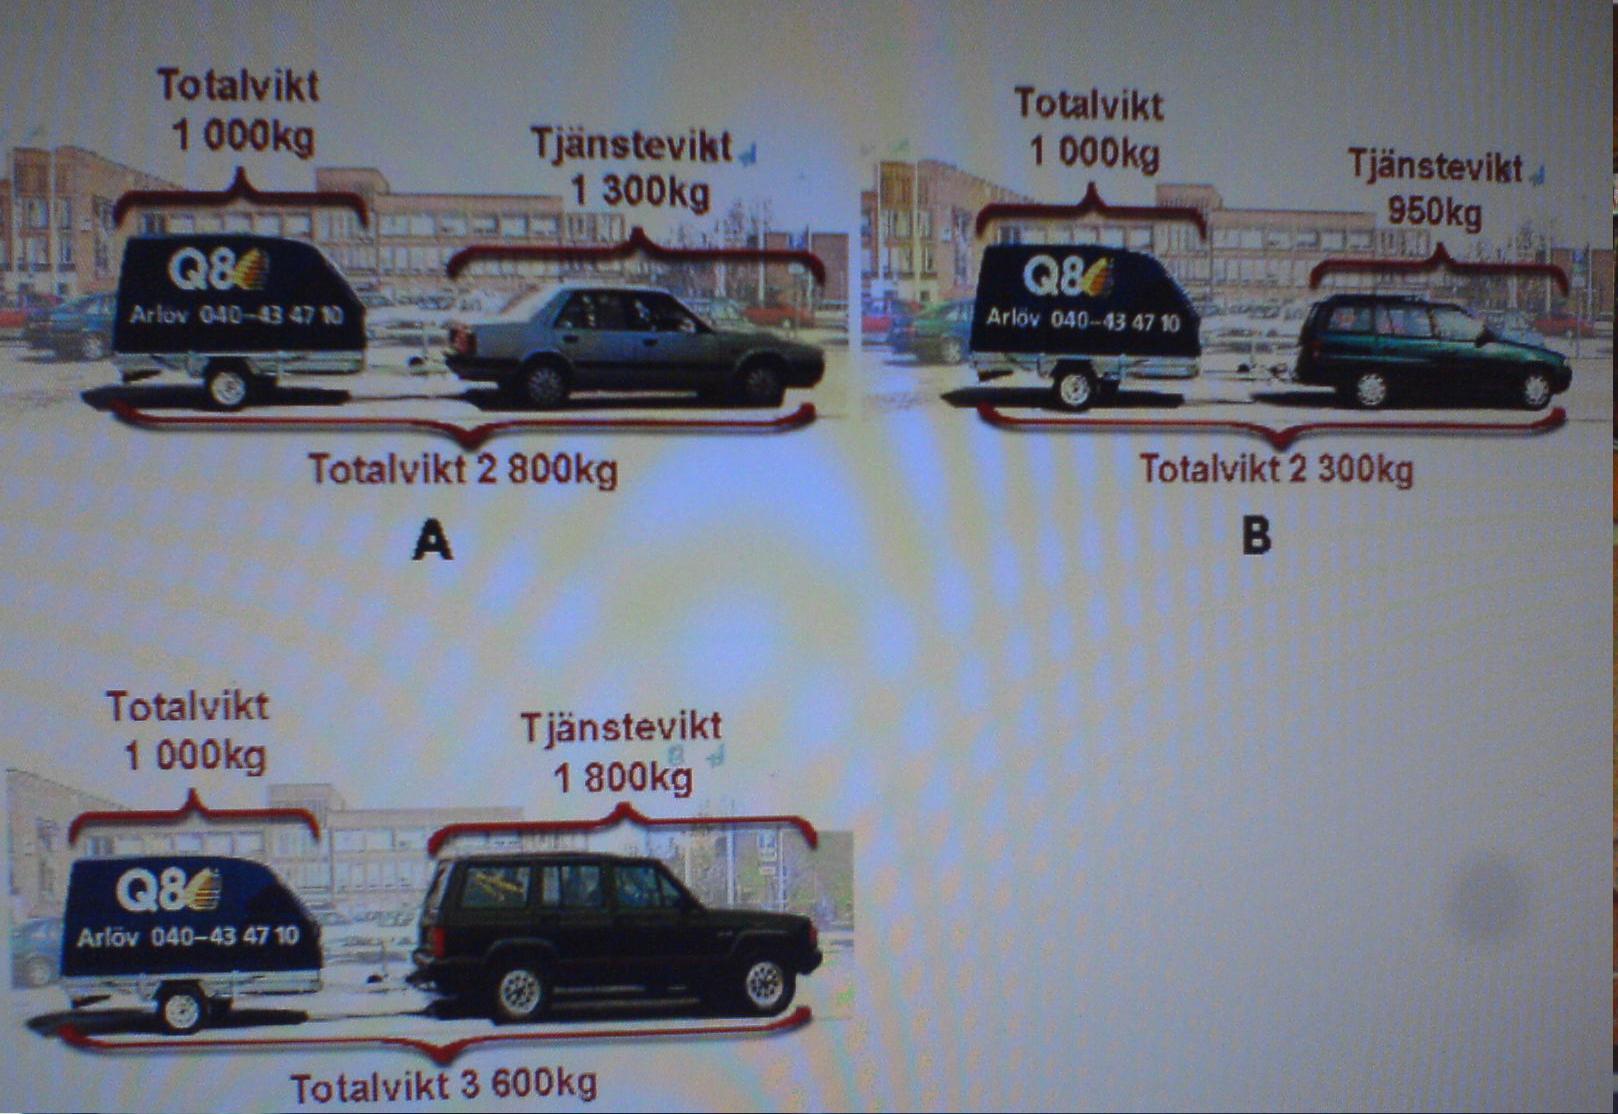 Totalvikt
1 000kg
Tjänstevikt
1 300kg
Q8
Arlöv 040-43 47 10
Totalvikt 2 800kg
A
Totalvikt
1 000kg
Tjänstevikt
950kg
Q8
Arlöv 040-43 47 10
Totalvikt 2 300kg
B
Totalvikt
1 000kg
Tjänstevikt
1 800kg
Q8
Arlöv 040-43 47 10
Totalvikt 3 600kg